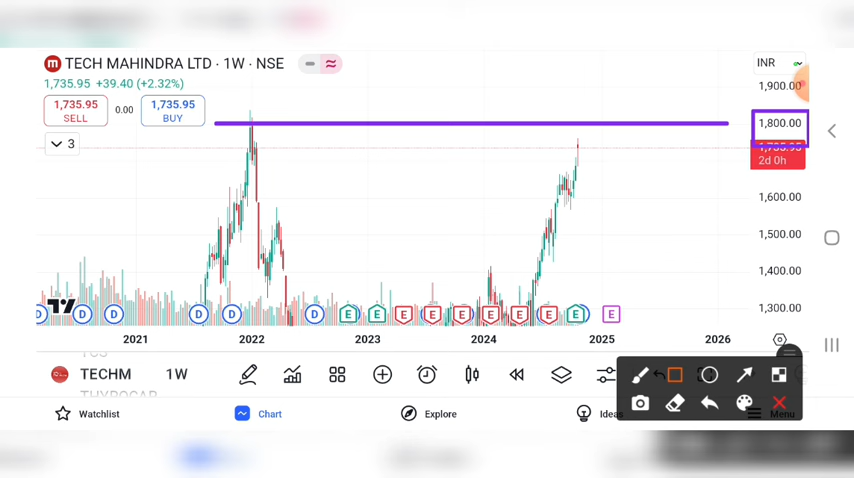 TECH MAHINDRA LTD · 1W · NSE
INR
1,735.95 +39.40 (+2.32%)
1,900.00
1,735.95
SELL
0.00
1,735.95
BUY
1,800.00
3
1,735.95
2d 0h
1,600.00
1,500.00
1,400.00
1,300.00
D D D D D D E E E E E E E E E E
2021 2022 2023 2024 2025 2026
TECHM 1W
Watchlist
Chart
Explore
Ideas
Menu